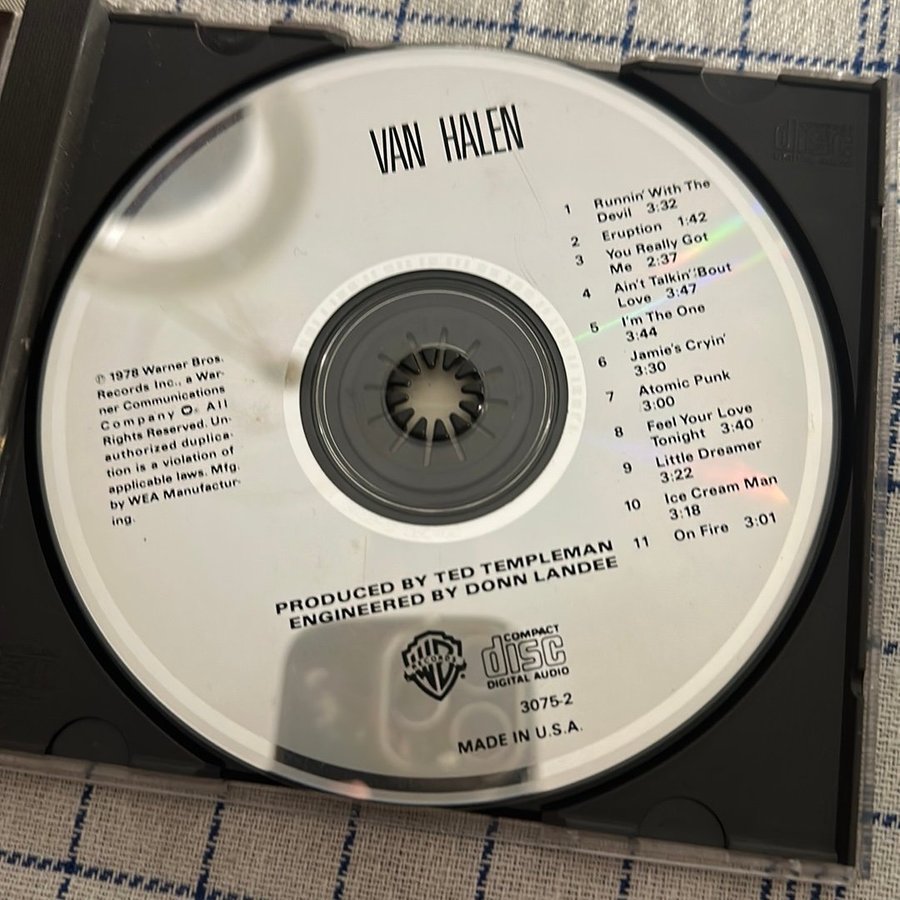 VAN HALEN
1 Runnin' With The
Devil 3:32
2 Eruption 1:42
3 You Really Got
Me 2:37
4 Ain't Talkin' 'Bout
Love 3:47
5 I'm The One
3:44
6 Jamie's Cryin'
3:30
7 Atomic Punk
3:00
8 Feel Your Love
Tonight 3:40
9 Little Dreamer
3:22
10 Ice Cream Man
3:18
11 On Fire 3:01
℗ 1978 Warner Bros.
Records Inc., a War-
ner Communications
Company All
Rights Reserved. Un-
authorized duplica-
tion is a violation of
applicable laws. Mfg.
by WEA Manufactur-
ing.
PRODUCED BY TED TEMPLEMAN
ENGINEERED BY DONN LANDEE
RECORDS
COMPACT
disc
DIGITAL AUDIO
3075-2
MADE IN U.S.A.